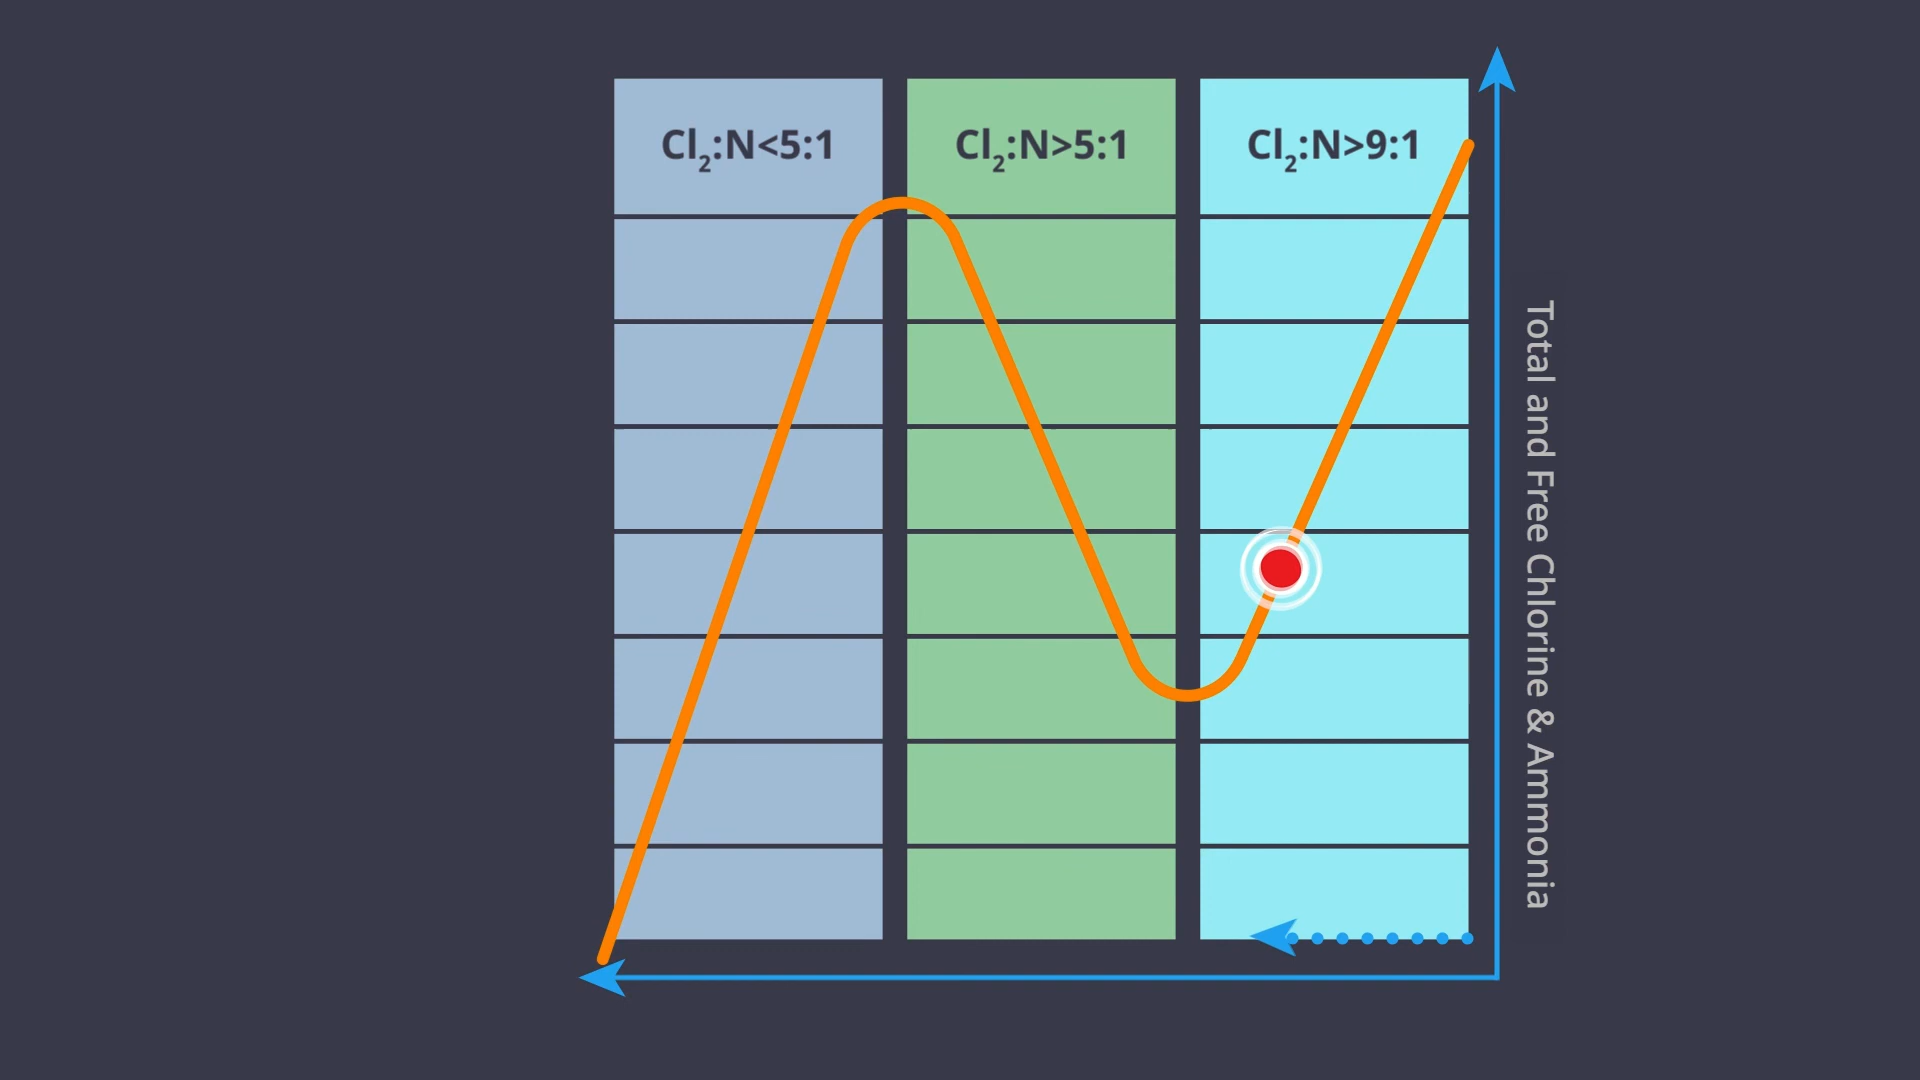 Cl₂:N<5:1
Cl₂:N>5:1
Cl₂:N>9:1
Total and Free Chlorine & Ammonia